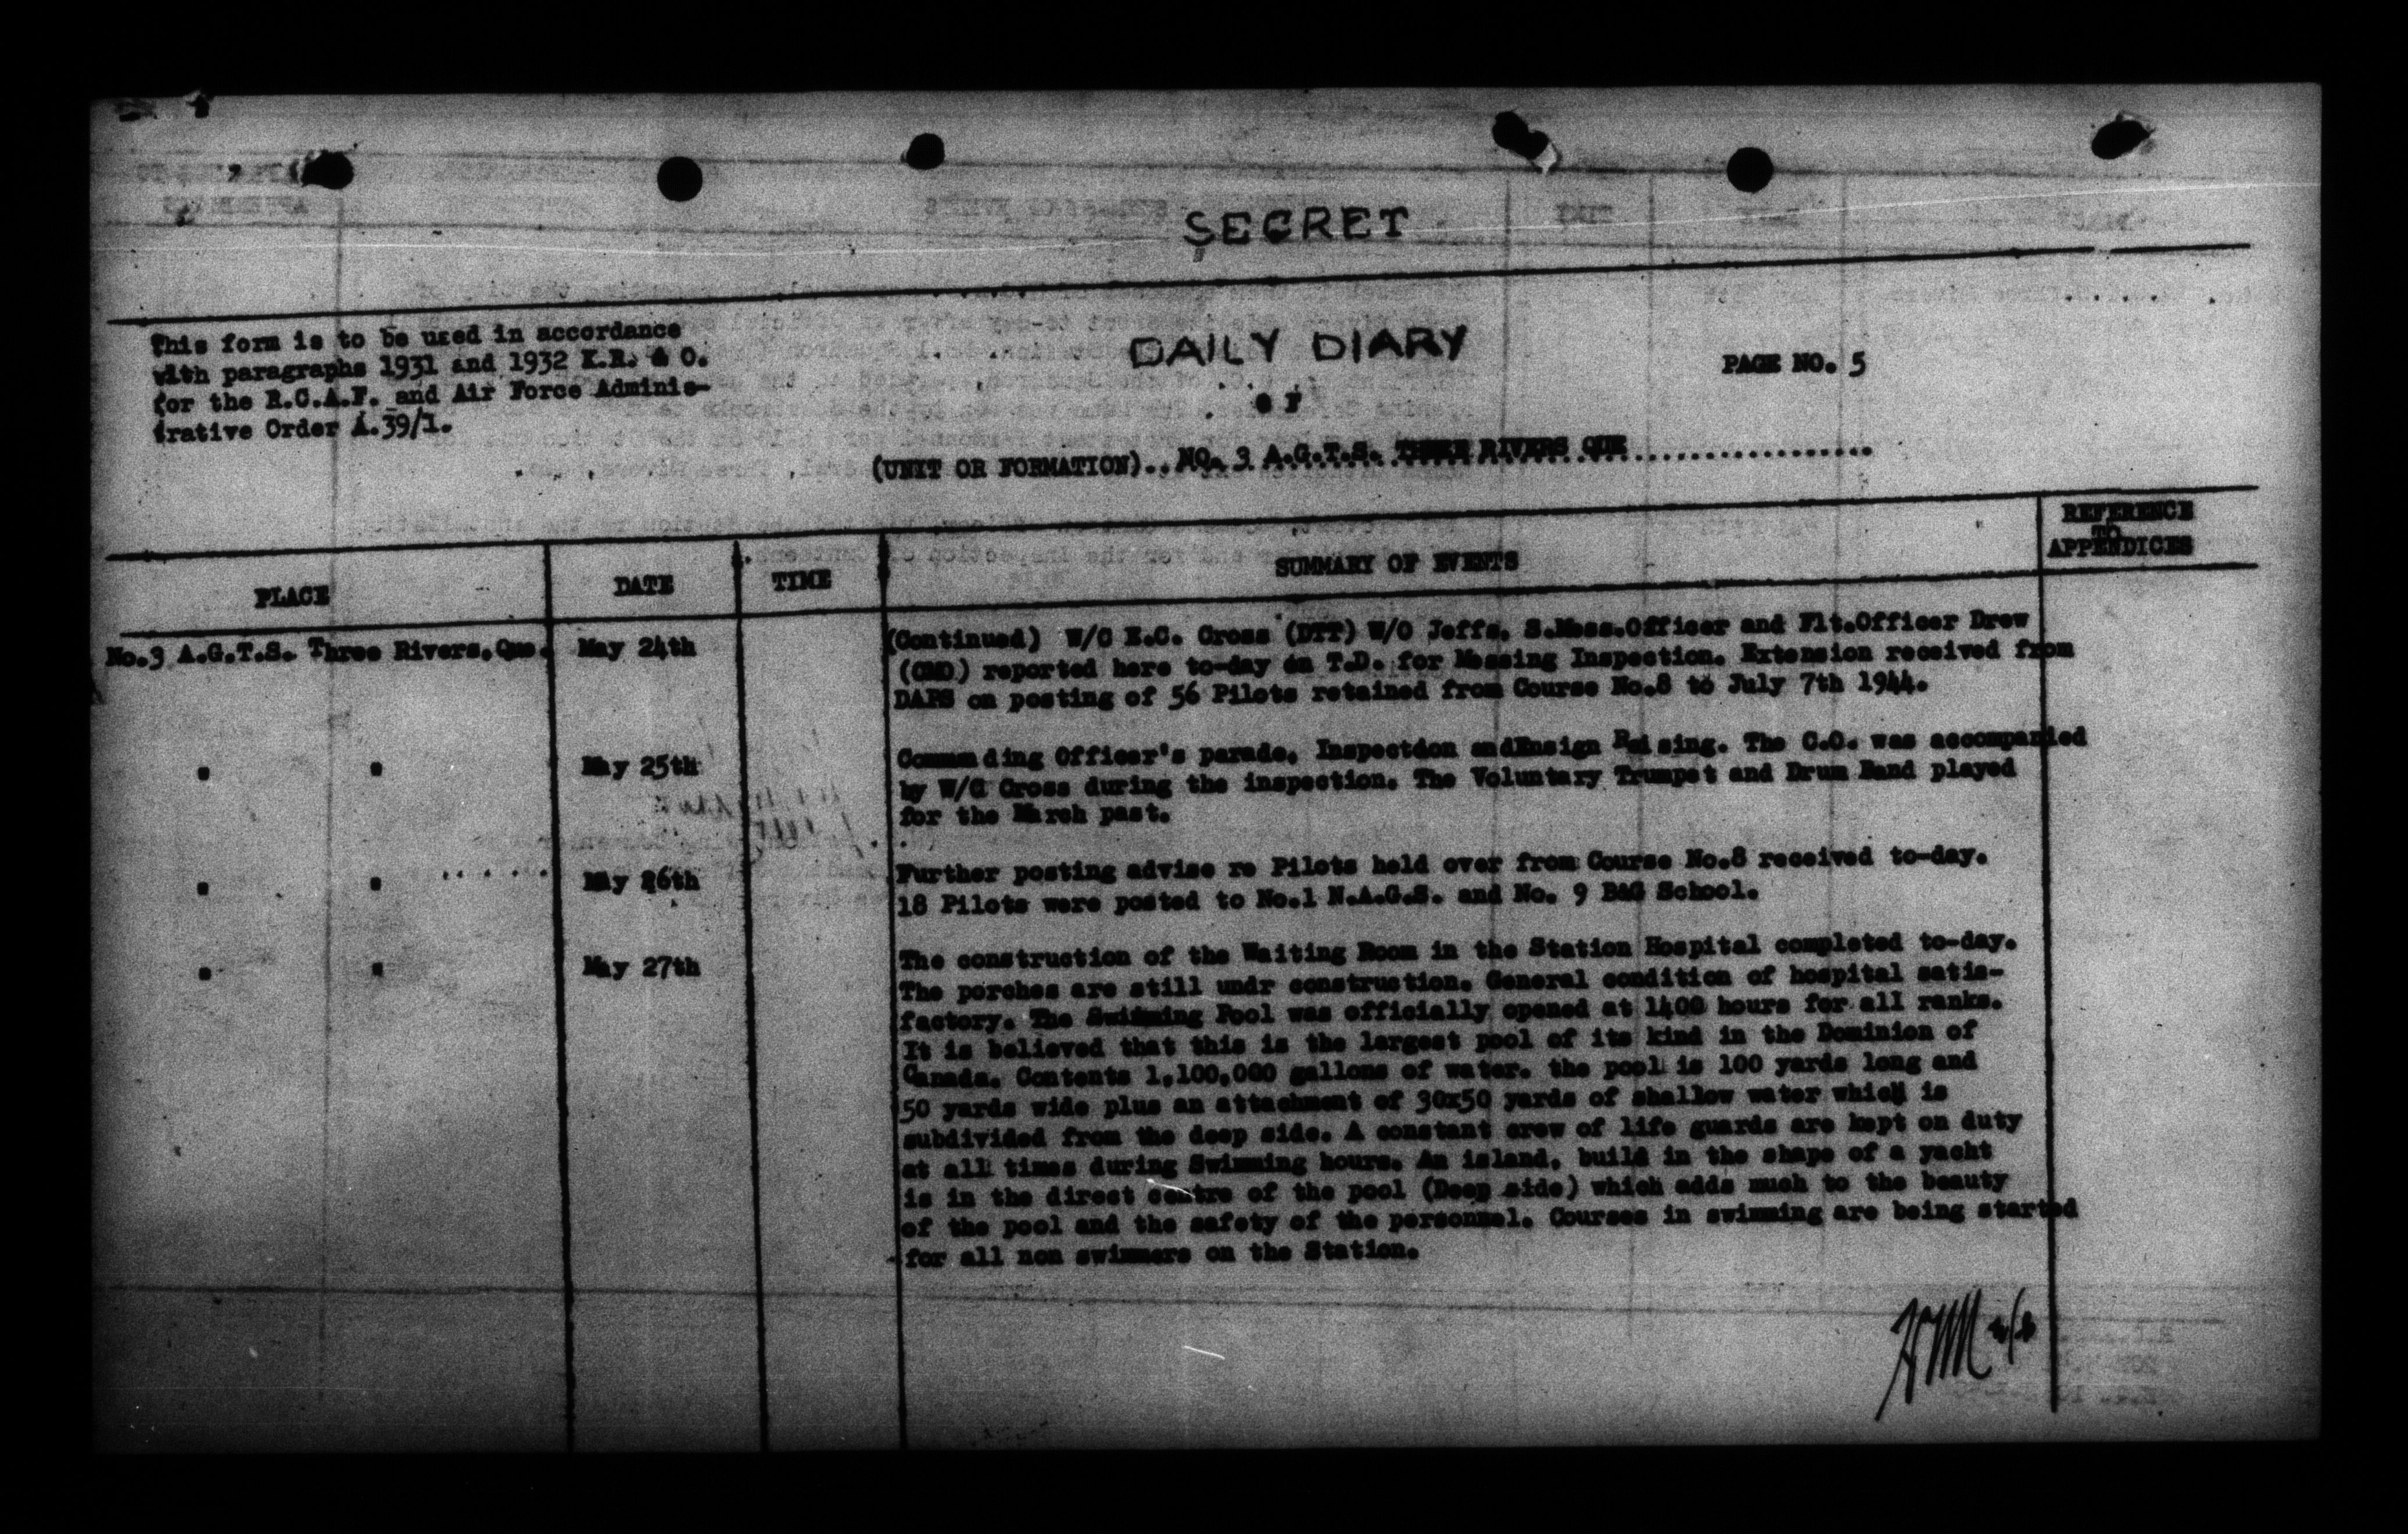 SECRET
This form is to be used in accordance
with paragraphs 1931 and 1932 K.R. & O.
for the R.C.A.F. and Air Force Adminis-
trative Order A.39/1.
DAILY DIARY
OF
PAGE NO. 5
(UNIT OR FORMATION)..NO. 3 A.G.T.S. THREE RIVERS QUE
PLACE DATE TIME SUMMARY OF EVENTS REFERENCE TO APPENDICES
No.3 A.G.T.S. Three Rivers.Que. May 24th (Continued) W/C E.C. Cross (DTT) W/O Jeffs. S.Mess.Officer and Flt.Officer Drew
(CMO) reported here to-day on T.D. for Messing Inspection. Extension received from
DAPS on posting of 56 Pilots retained from Course No.8 to July 7th 1944.
" " May 25th Commanding Officer's parade. Inspection andEnsign Raising. The C.O. was accompanied
by W/C Cross during the inspection. The Voluntary Trumpet and Drum Band played
for the March past.
" " May 26th Further posting advise re Pilots held over from Course No.8 received to-day.
18 Pilots were posted to No.1 N.A.G.S. and No. 9 B&G School.
" " May 27th The construction of the Waiting Room in the Station Hospital completed to-day.
The porches are still undr construction. General condition of hospital satis-
factory. The Swimming Pool was officially opened at 1400 hours for all ranks.
It is believed that this is the largest pool of its kind in the Dominion of
Canada. Contents 1,100,000 gallons of water. the pool is 100 yards long and
50 yards wide plus an attachment of 30x50 yards of shallow water which is
subdivided from the deep side. A constant crew of life guards are kept on duty
at all times during Swimming hours. An island, build in the shape of a yacht
is in the direct centre of the pool (Deep side) which adds much to the beauty
of the pool and the safety of the personnel. Courses in swimming are being started
for all non swimmers on the Station.